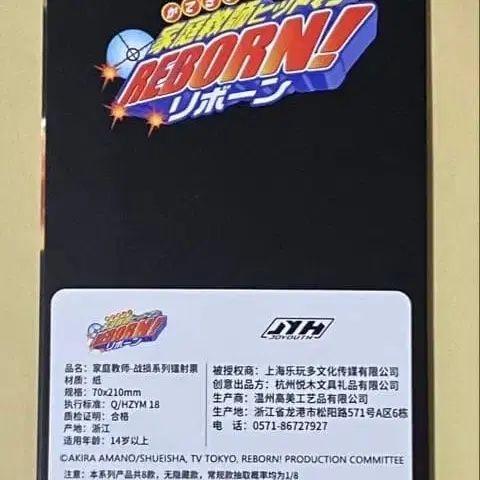 かてきょー
家庭教師ヒットマン
REBORN!
リボーン
REBORN!
リボーン
JYH
JOYOUTH
品名：家庭教师-战损系列镭射票
材质：纸
规格：70x210mm
执行标准：Q/HZYM 18
质检证明：合格
产地：浙江
适用年龄：14岁以上
被授权商：上海乐玩多文化传媒有限公司
创意出品方：杭州悦木文具礼品有限公司
生产商：温州高美工艺品有限公司
生产地：浙江省龙港市松阳路571号A区6栋
电 话：0571-86727927
©AKIRA AMANO/SHUEISHA, TV TOKYO, REBORN! PRODUCTION COMMITTEE
注意：本系列产品共8款，无隐藏款，常规款抽取概率均为1/8